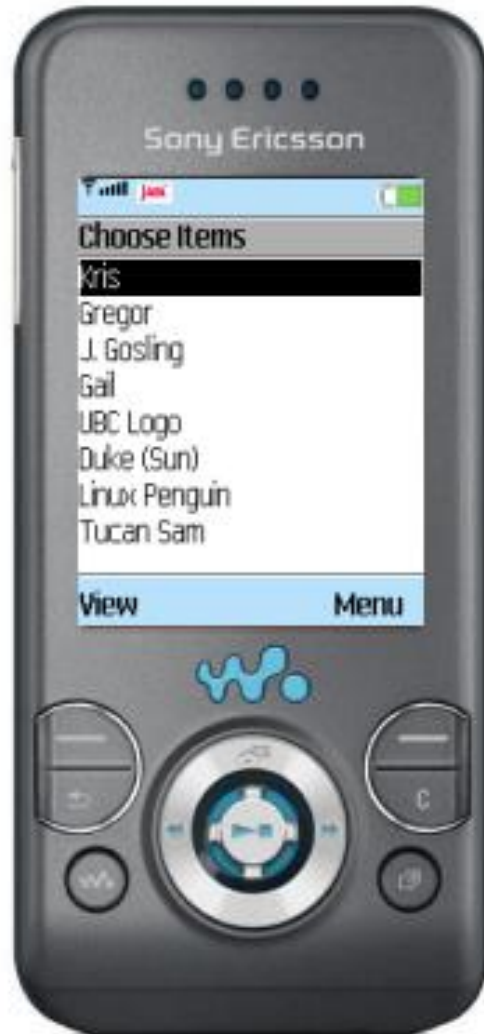 Sony Ericsson
Choose Items
Kris
Gregor
J. Gosling
Gail
UBC Logo
Duke (Sun)
Linux Penguin
Tucan Sam
View Menu
C